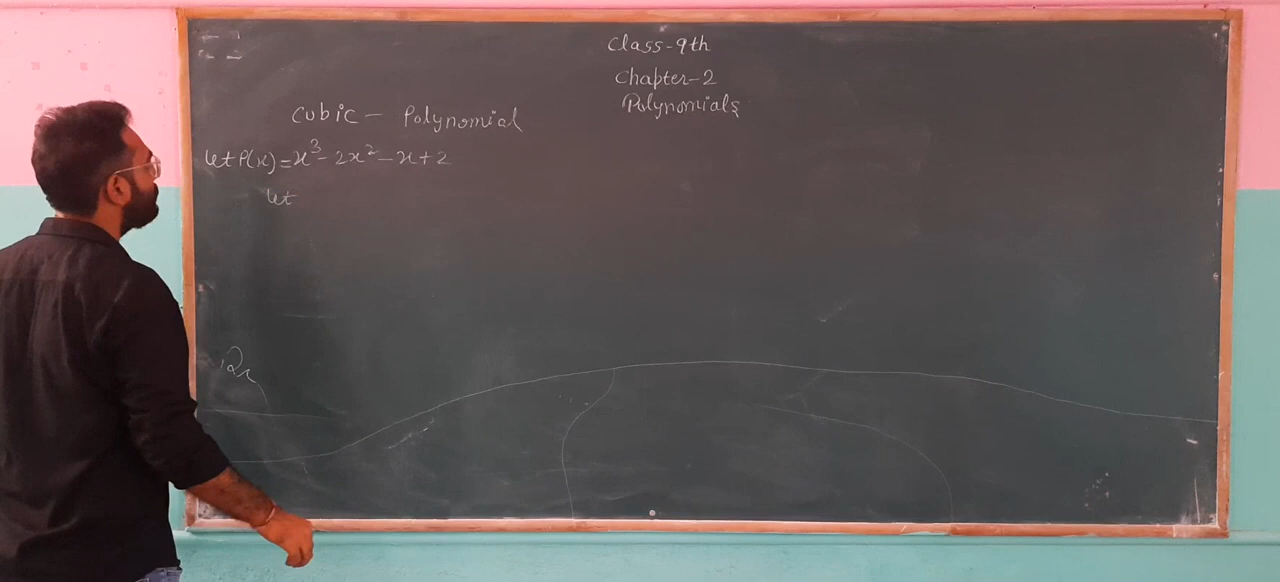 Class-9th
Chapter-2
Polynomials
Cubic - Polynomial
let P(x)=x³-2x²-x+2
let